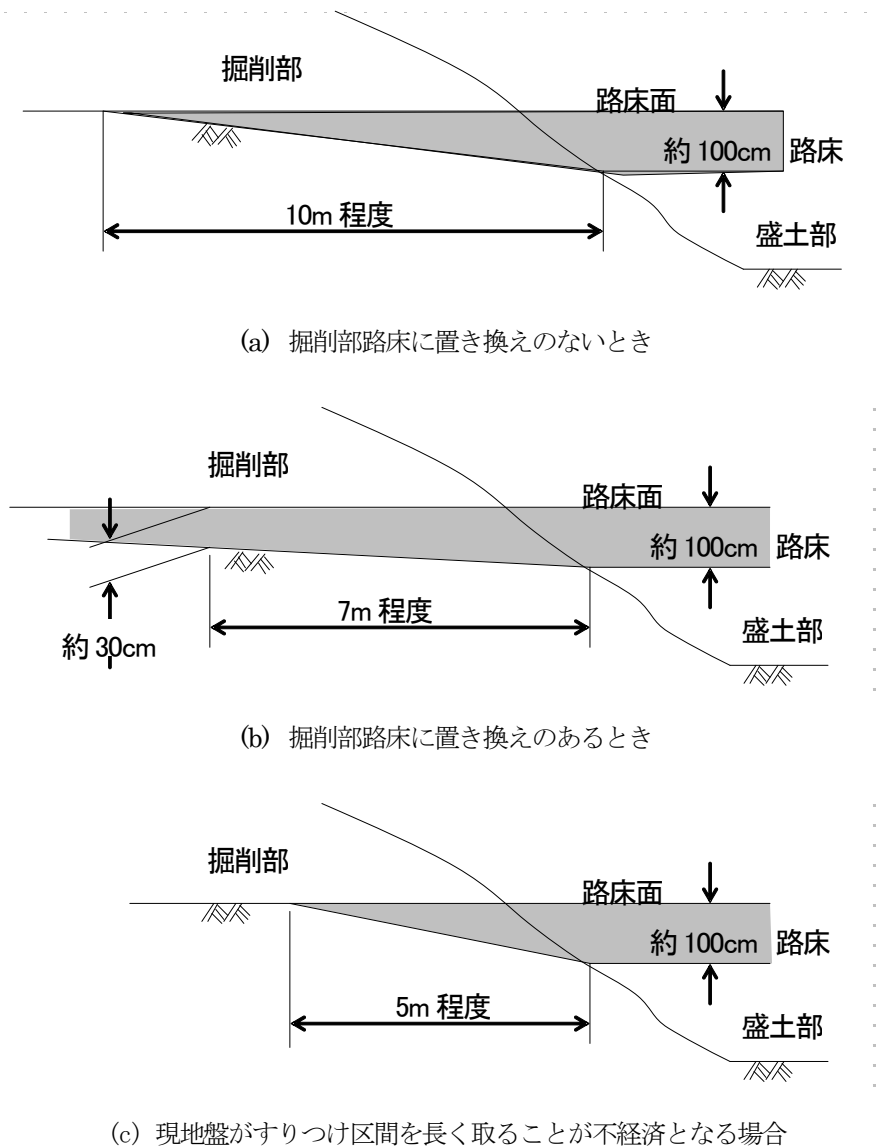 掘削部
路床面
約100cm 路床
10m 程度
盛土部
(a) 掘削部路床に置き換えのないとき
掘削部
路床面
約100cm 路床
7m 程度
約30cm
盛土部
(b) 掘削部路床に置き換えのあるとき
掘削部
路床面
約100cm 路床
5m 程度
盛土部
(c) 現地盤がすりつけ区間を長く取ることが不経済となる場合